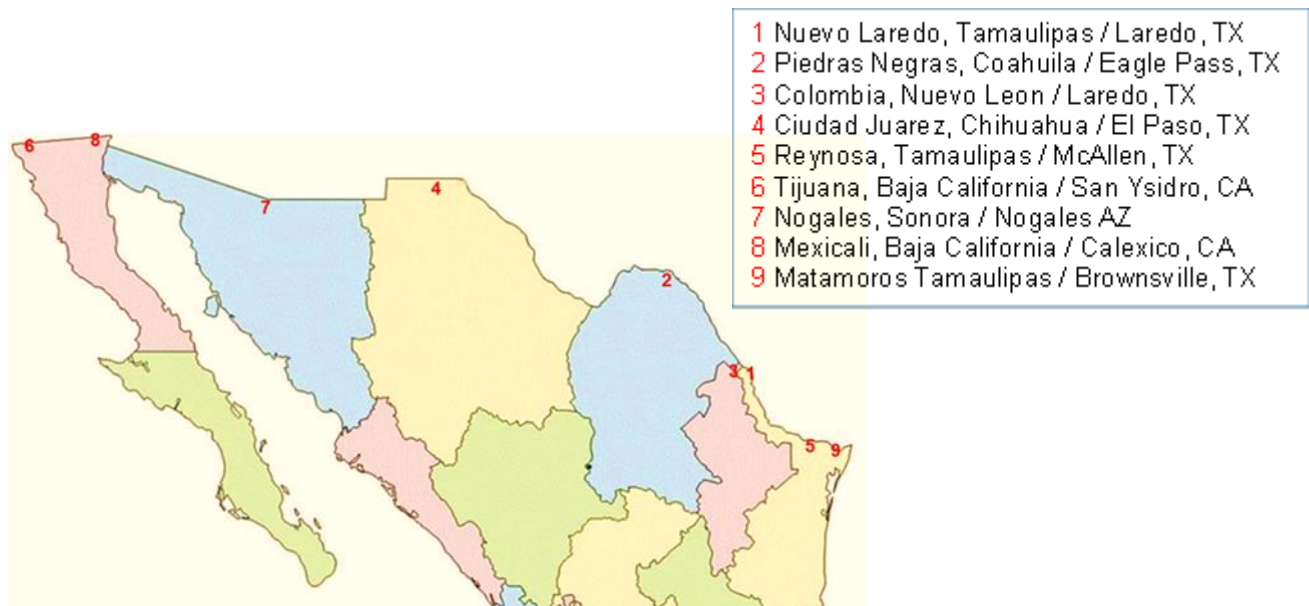 1 Nuevo Laredo, Tamaulipas / Laredo, TX
2 Piedras Negras, Coahuila / Eagle Pass, TX
3 Colombia, Nuevo Leon / Laredo, TX
4 Ciudad Juarez, Chihuahua / El Paso, TX
5 Reynosa, Tamaulipas / McAllen, TX
6 Tijuana, Baja California / San Ysidro, CA
7 Nogales, Sonora / Nogales AZ
8 Mexicali, Baja California / Calexico, CA
9 Matamoros Tamaulipas / Brownsville, TX
6 8
4
7
2
3 1
5 9